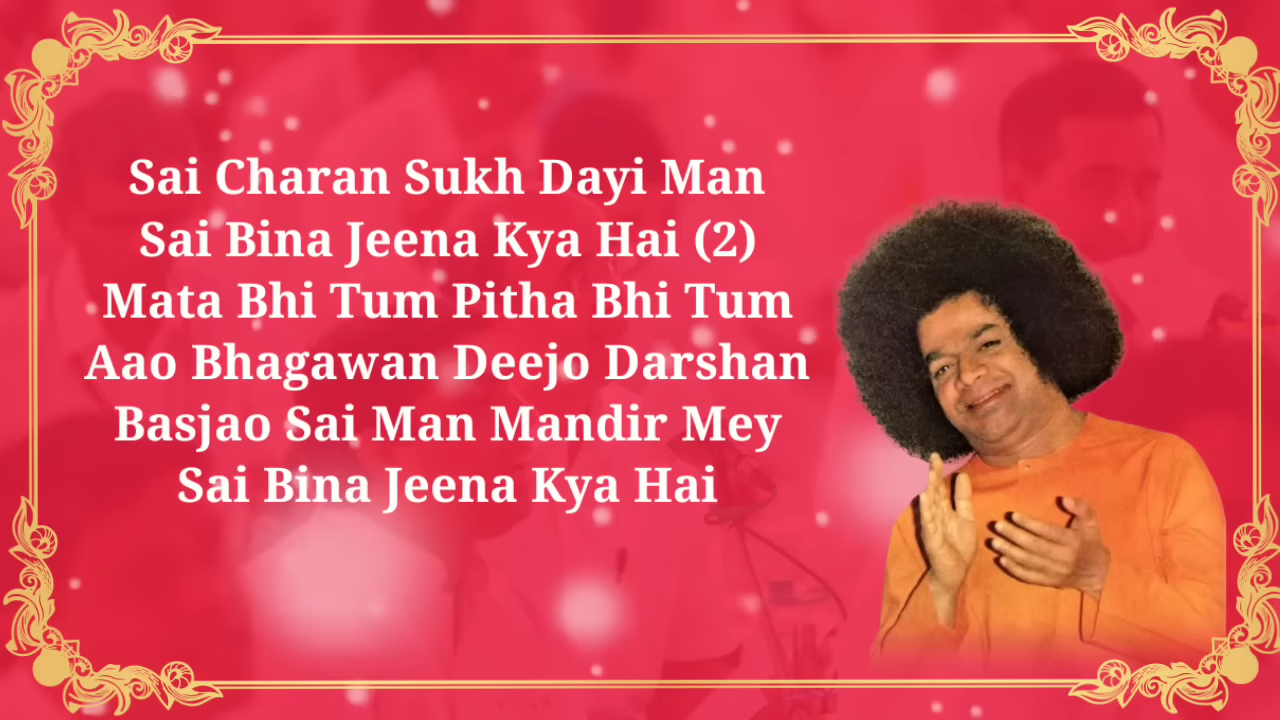 Sai Charan Sukh Dayi Man
Sai Bina Jeena Kya Hai (2)
Mata Bhi Tum Pitha Bhi Tum
Aao Bhagawan Deejo Darshan
Basjao Sai Man Mandir Mey
Sai Bina Jeena Kya Hai